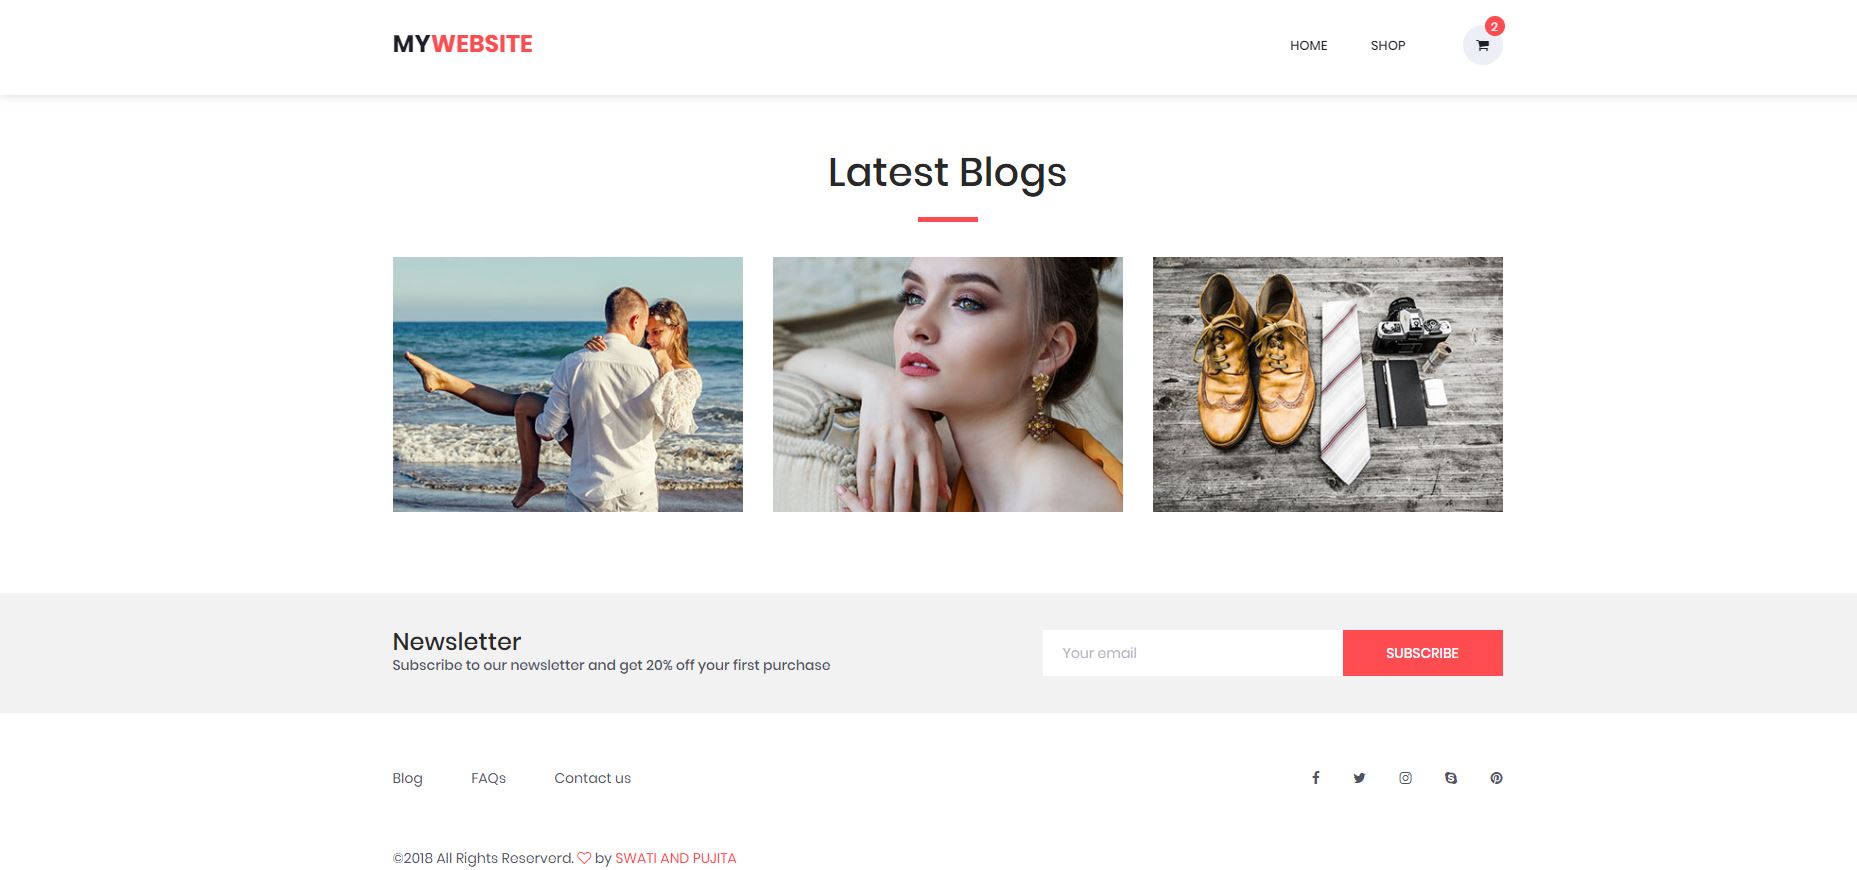 MYWEBSITE
HOME SHOP 2
Latest Blogs
Newsletter
Subscribe to our newsletter and get 20% off your first purchase
Your email SUBSCRIBE
Blog FAQs Contact us
©2018 All Rights Reserverd. by SWATI AND PUJITA